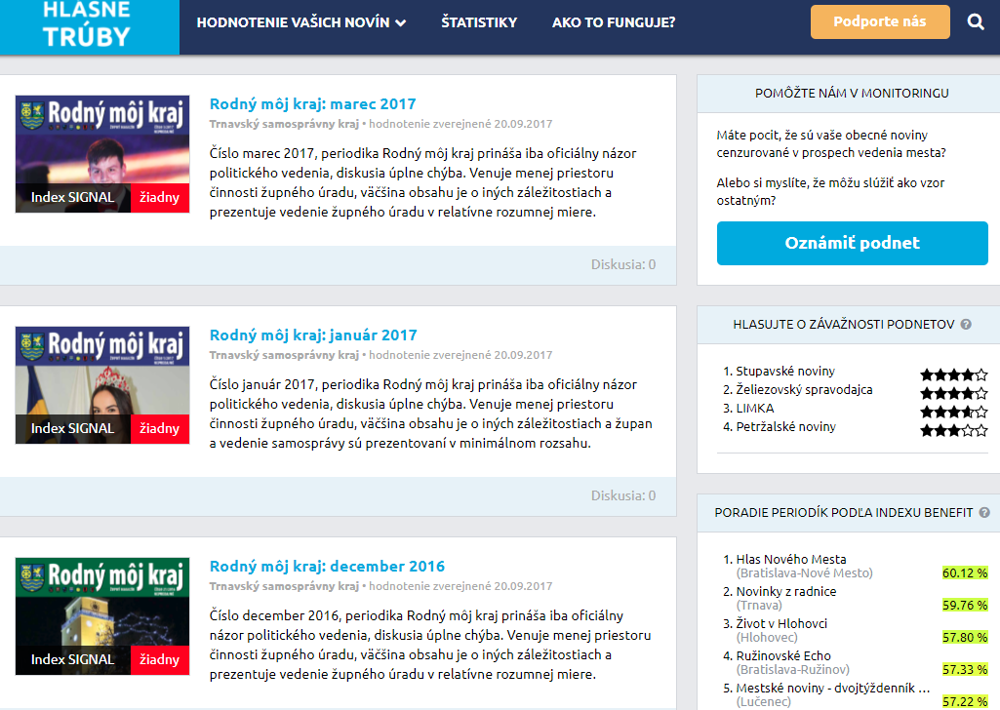 HLASNE
TRÚBY
HODNOTENIE VAŠICH NOVÍN
ŠTATISTIKY
AKO TO FUNGUJE?
Podporte nás
Rodný môj kraj
Index SIGNAL
žiadny
Rodný môj kraj: marec 2017
Trnavský samosprávny kraj • hodnotenie zverejnené 20.09.2017
Číslo marec 2017, periodika Rodný môj kraj prináša iba oficiálny názor
politického vedenia, diskusia úplne chýba. Venuje menej priestoru
činnosti župného úradu, väčšina obsahu je o iných záležitostiach a
prezentuje vedenie župného úradu v relatívne rozumnej miere.
Diskusia: 0
Rodný môj kraj
Index SIGNAL
žiadny
Rodný môj kraj: január 2017
Trnavský samosprávny kraj • hodnotenie zverejnené 20.09.2017
Číslo január 2017, periodika Rodný môj kraj prináša iba oficiálny názor
politického vedenia, diskusia úplne chýba. Venuje menej priestoru
činnosti župného úradu, väčšina obsahu je o iných záležitostiach a župan
a vedenie samosprávy sú prezentovaní v minimálnom rozsahu.
Diskusia: 0
Rodný môj kraj
Index SIGNAL
žiadny
Rodný môj kraj: december 2016
Trnavský samosprávny kraj • hodnotenie zverejnené 20.09.2017
Číslo december 2016, periodika Rodný môj kraj prináša iba oficiálny
názor politického vedenia, diskusia úplne chýba. Venuje menej priestoru
činnosti župného úradu, väčšina obsahu je o iných záležitostiach a
prezentuje vedenie župného úradu v relatívne rozumnej miere.
POMÔŽTE NÁM V MONITORINGU
Máte pocit, že sú vaše obecné noviny
cenzurované v prospech vedenia mesta?
Alebo si myslíte, že môžu slúžiť ako vzor
ostatným?
Oznámiť podnet
HLASUJTE O ZÁVAŽNOSTI PODNETOV ?
1. Stupavské noviny
2. Želiezovský spravodajca
3. LIMKA
4. Petržalské noviny
PORADIE PERIODÍK PODĽA INDEXU BENEFIT ?
1. Hlas Nového Mesta
(Bratislava-Nové Mesto) 60.12 %
2. Novinky z radnice
(Trnava) 59.76 %
3. Život v Hlohovci
(Hlohovec) 57.80 %
4. Ružinovské Echo
(Bratislava-Ružinov) 57.33 %
5. Mestské noviny - dvojtýždenník ...
(Lučenec) 57.22 %